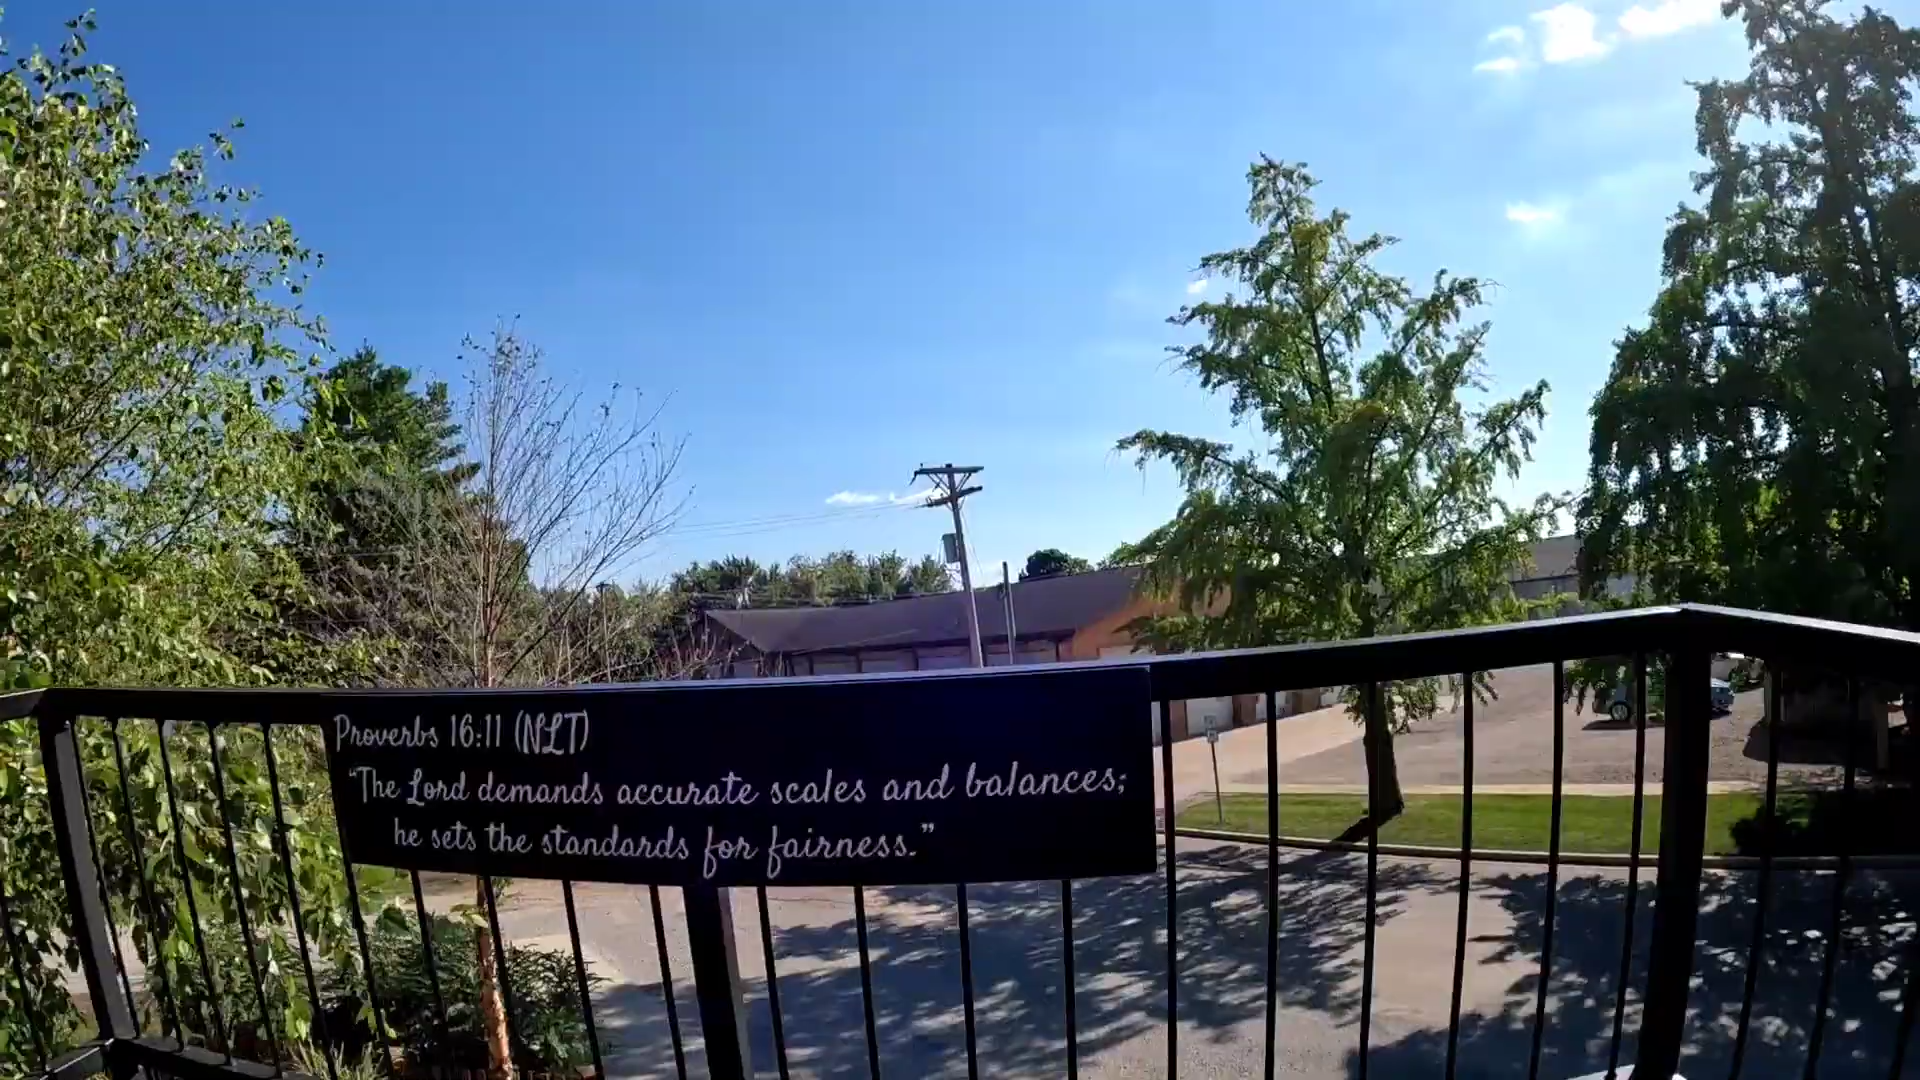 Proverbs 16:11 (NLT)
“The Lord demands accurate scales and balances;
he sets the standards for fairness.”